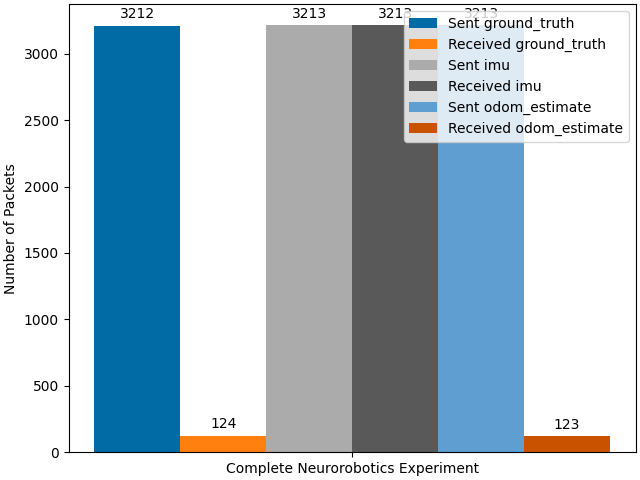 3212
3213
3213
3213
Sent ground_truth
Received ground_truth
Sent imu
Received imu
Sent odom_estimate
Received odom_estimate
3000
2500
2000
1500
1000
500
0
Number of Packets
124
123
Complete Neurorobotics Experiment